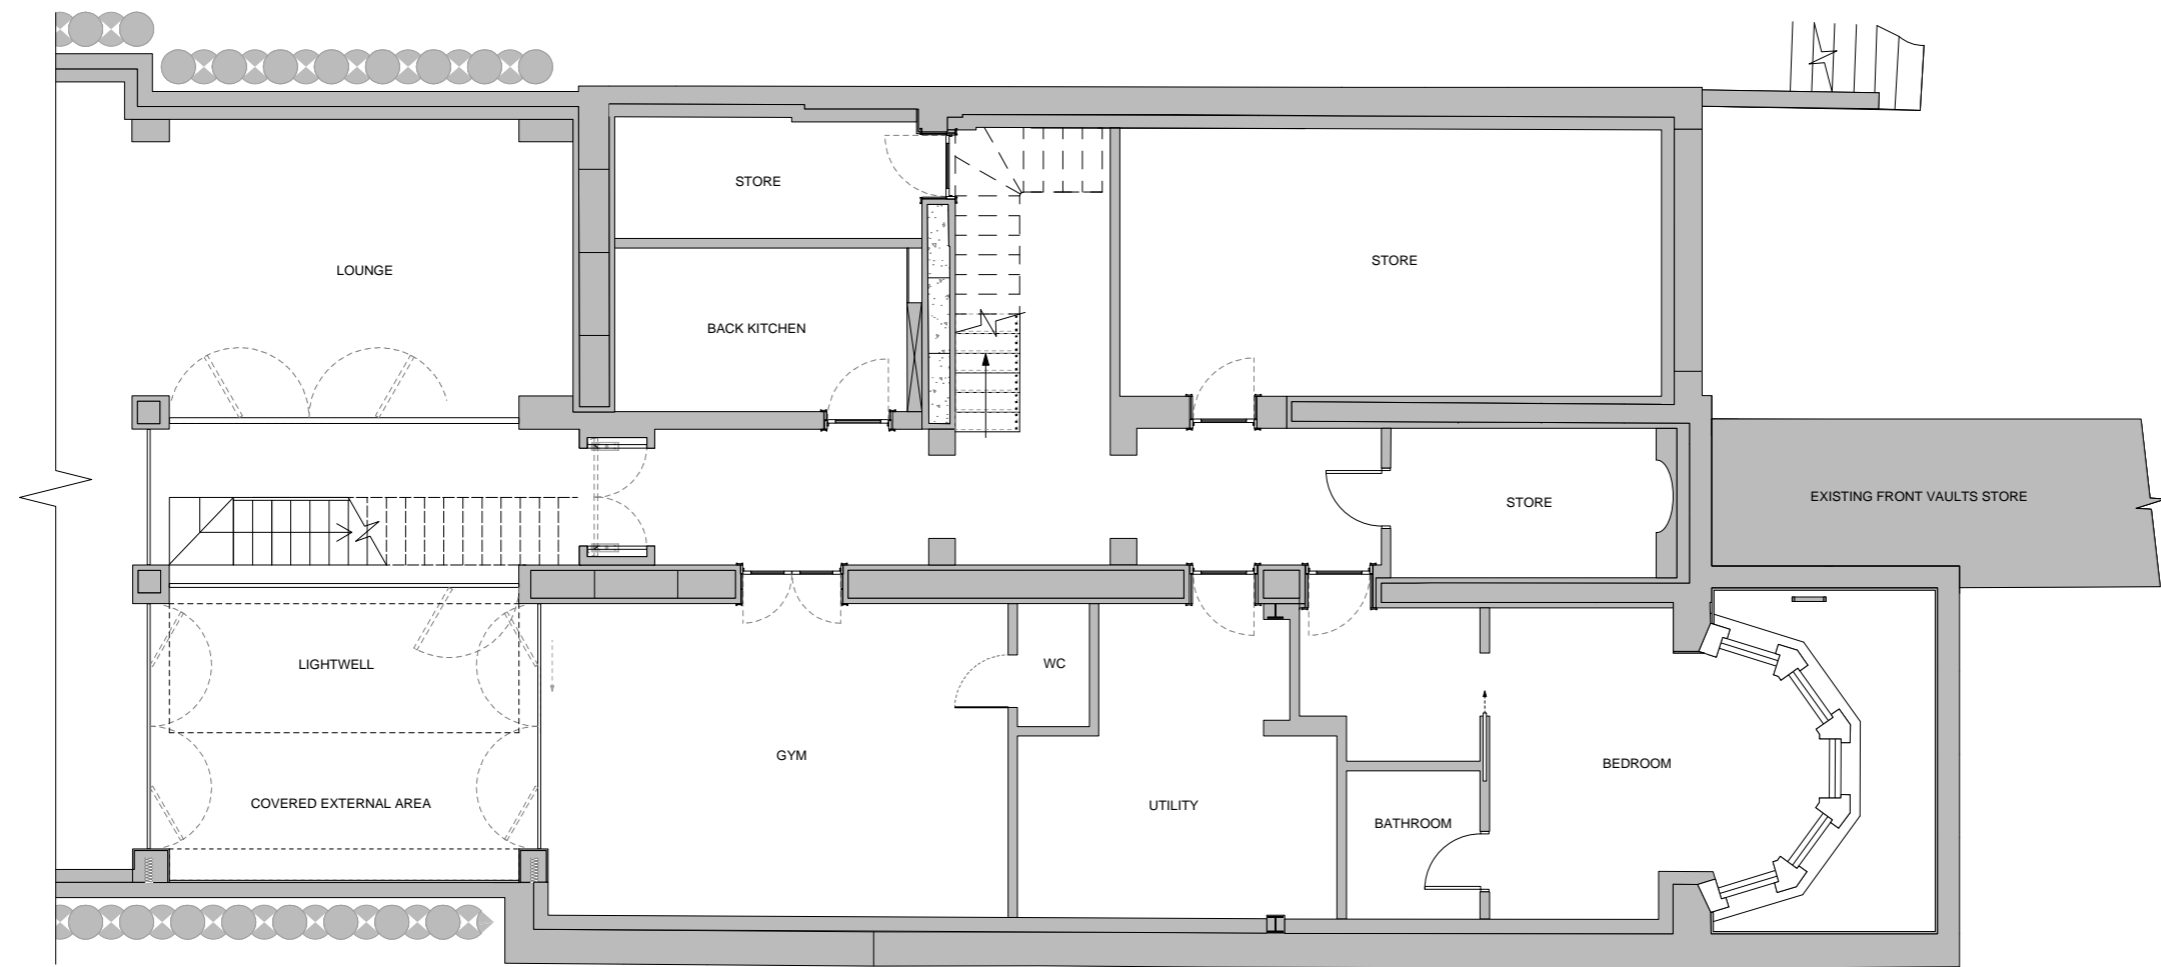 STORE
STORE
LOUNGE
BACK KITCHEN
STORE
EXISTING FRONT VAULTS STORE
LIGHTWELL
WC
GYM
BEDROOM
COVERED EXTERNAL AREA
UTILITY
BATHROOM